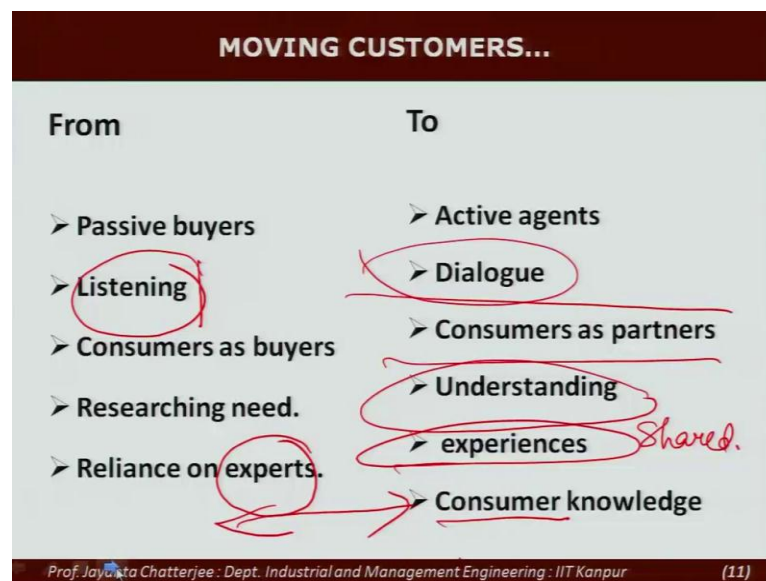 MOVING CUSTOMERS...
From
To
➢ Passive buyers
➢ Listening
➢ Consumers as buyers
➢ Researching need.
➢ Reliance on experts.
➢ Active agents
➢ Dialogue
➢ Consumers as partners
➢ Understanding
➢ experiences
Shared.
➢ Consumer knowledge
Prof. Jayanta Chatterjee : Dept. Industrial and Management Engineering : IIT Kanpur
(11)